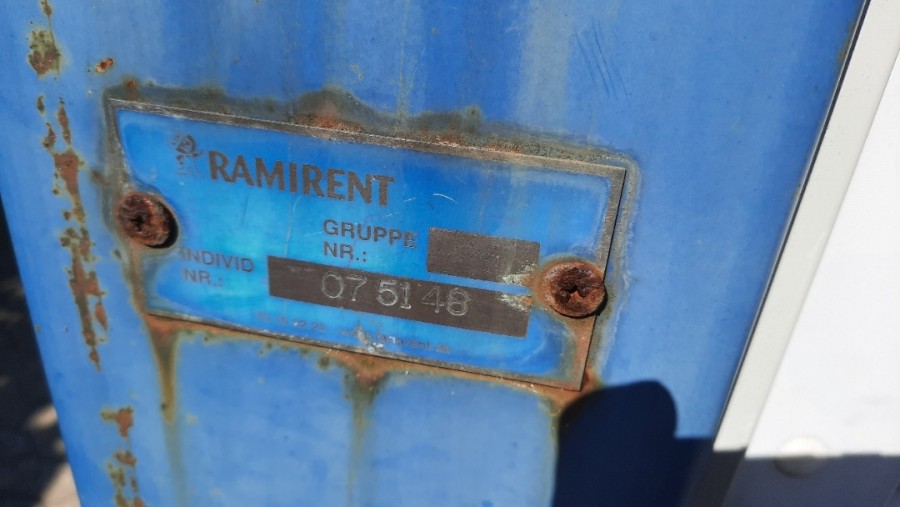 RAMIRENT
GRUPPE
NR.:
INDIVID
NR.:
07 51 48